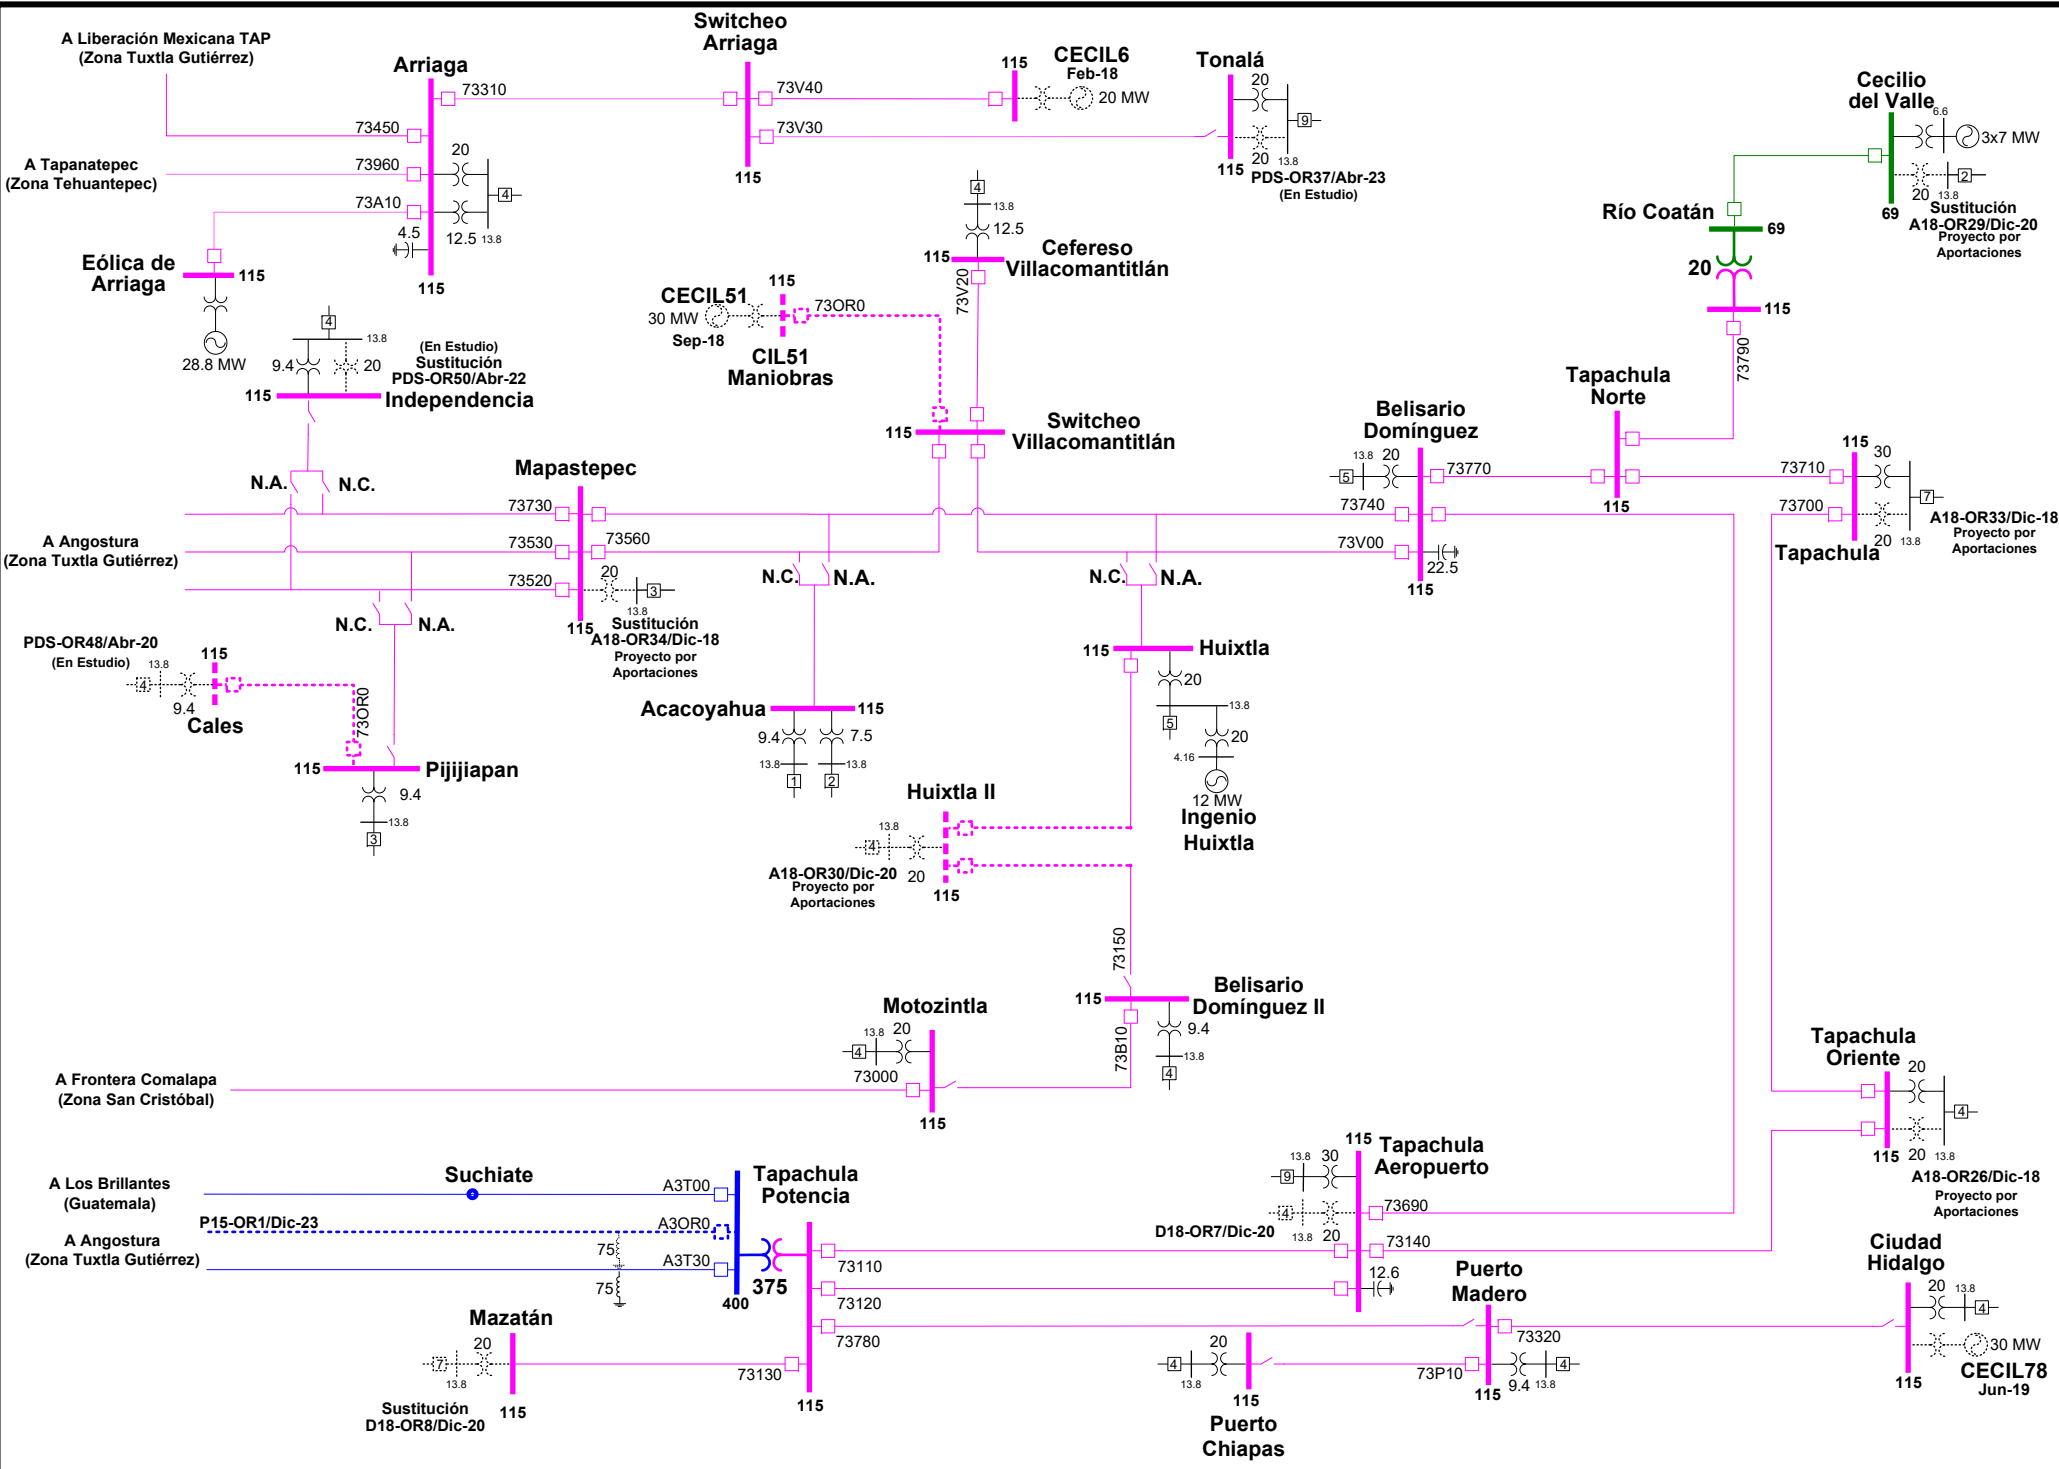 A Liberación Mexicana TAP
(Zona Tuxtla Gutiérrez)
Arriaga
73310
73450
A Tapanatepec
(Zona Tehuantepec)
73960
20
4
73A10
4.5
12.5
13.8
115
Eólica de
Arriaga
115
28.8 MW
Switcheo
Arriaga
73V40
73V30
115
115
CECIL6
Feb-18
20 MW
Tonalá
20
9
20
13.8
115
PDS-OR37/Abr-23
(En Estudio)
Cecilio
del Valle
6.6
3x7 MW
2
20
13.8
69
Sustitución
A18-OR29/Dic-20
Proyecto por
Aportaciones
Río Coatán
69
20
115
73790
4
13.8
12.5
115
Cefereso
Villacomantitlán
73V20
CECIL51
30 MW
Sep-18
115
73OR0
CIL51
Maniobras
4
13.8
9.4
20
(En Estudio)
Sustitución
PDS-OR50/Abr-22
115
Independencia
N.A.
N.C.
115
Switcheo
Villacomantitlán
Belisario
Domínguez
13.8
20
5
73770
73740
73V00
22.5
115
Tapachula
Norte
115
115
30
73710
73700
7
20
13.8
Tapachula
A18-OR33/Dic-18
Proyecto por
Aportaciones
Mapastepec
73730
A Angostura
(Zona Tuxtla Gutiérrez)
73530
73560
73520
20
3
13.8
115
Sustitución
A18-OR34/Dic-18
Proyecto por
Aportaciones
N.C.
N.A.
N.C.
N.A.
N.C.
N.A.
PDS-OR48/Abr-20
(En Estudio)
13.8
115
4
9.4
Cales
73OR0
115
Pijijiapan
9.4
13.8
3
Acacoyahua
115
9.4
7.5
13.8
13.8
1
2
115
Huixtla
20
13.8
5
20
4.16
12 MW
Ingenio
Huixtla
Huixtla II
13.8
4
20
115
A18-OR30/Dic-20
Proyecto por
Aportaciones
73150
115
Belisario
Domínguez II
9.4
13.8
4
73B10
Motozintla
13.8
20
4
73000
115
A Frontera Comalapa
(Zona San Cristóbal)
Tapachula
Oriente
20
4
20
13.8
115
A18-OR26/Dic-18
Proyecto por
Aportaciones
A Los Brillantes
(Guatemala)
Suchiate
A3T00
P15-OR1/Dic-23
A3OR0
A Angostura
(Zona Tuxtla Gutiérrez)
A3T30
75
75
400
375
Tapachula
Potencia
73110
73120
73780
73130
115
115
Tapachula
Aeropuerto
13.8
30
9
4
13.8
20
D18-OR7/Dic-20
73690
73140
12.6
Mazatán
20
7
13.8
115
Sustitución
D18-OR8/Dic-20
Puerto
Madero
73320
73P10
115
9.4
13.8
4
4
20
13.8
115
Puerto
Chiapas
Ciudad
Hidalgo
20
13.8
4
30 MW
115
CECIL78
Jun-19